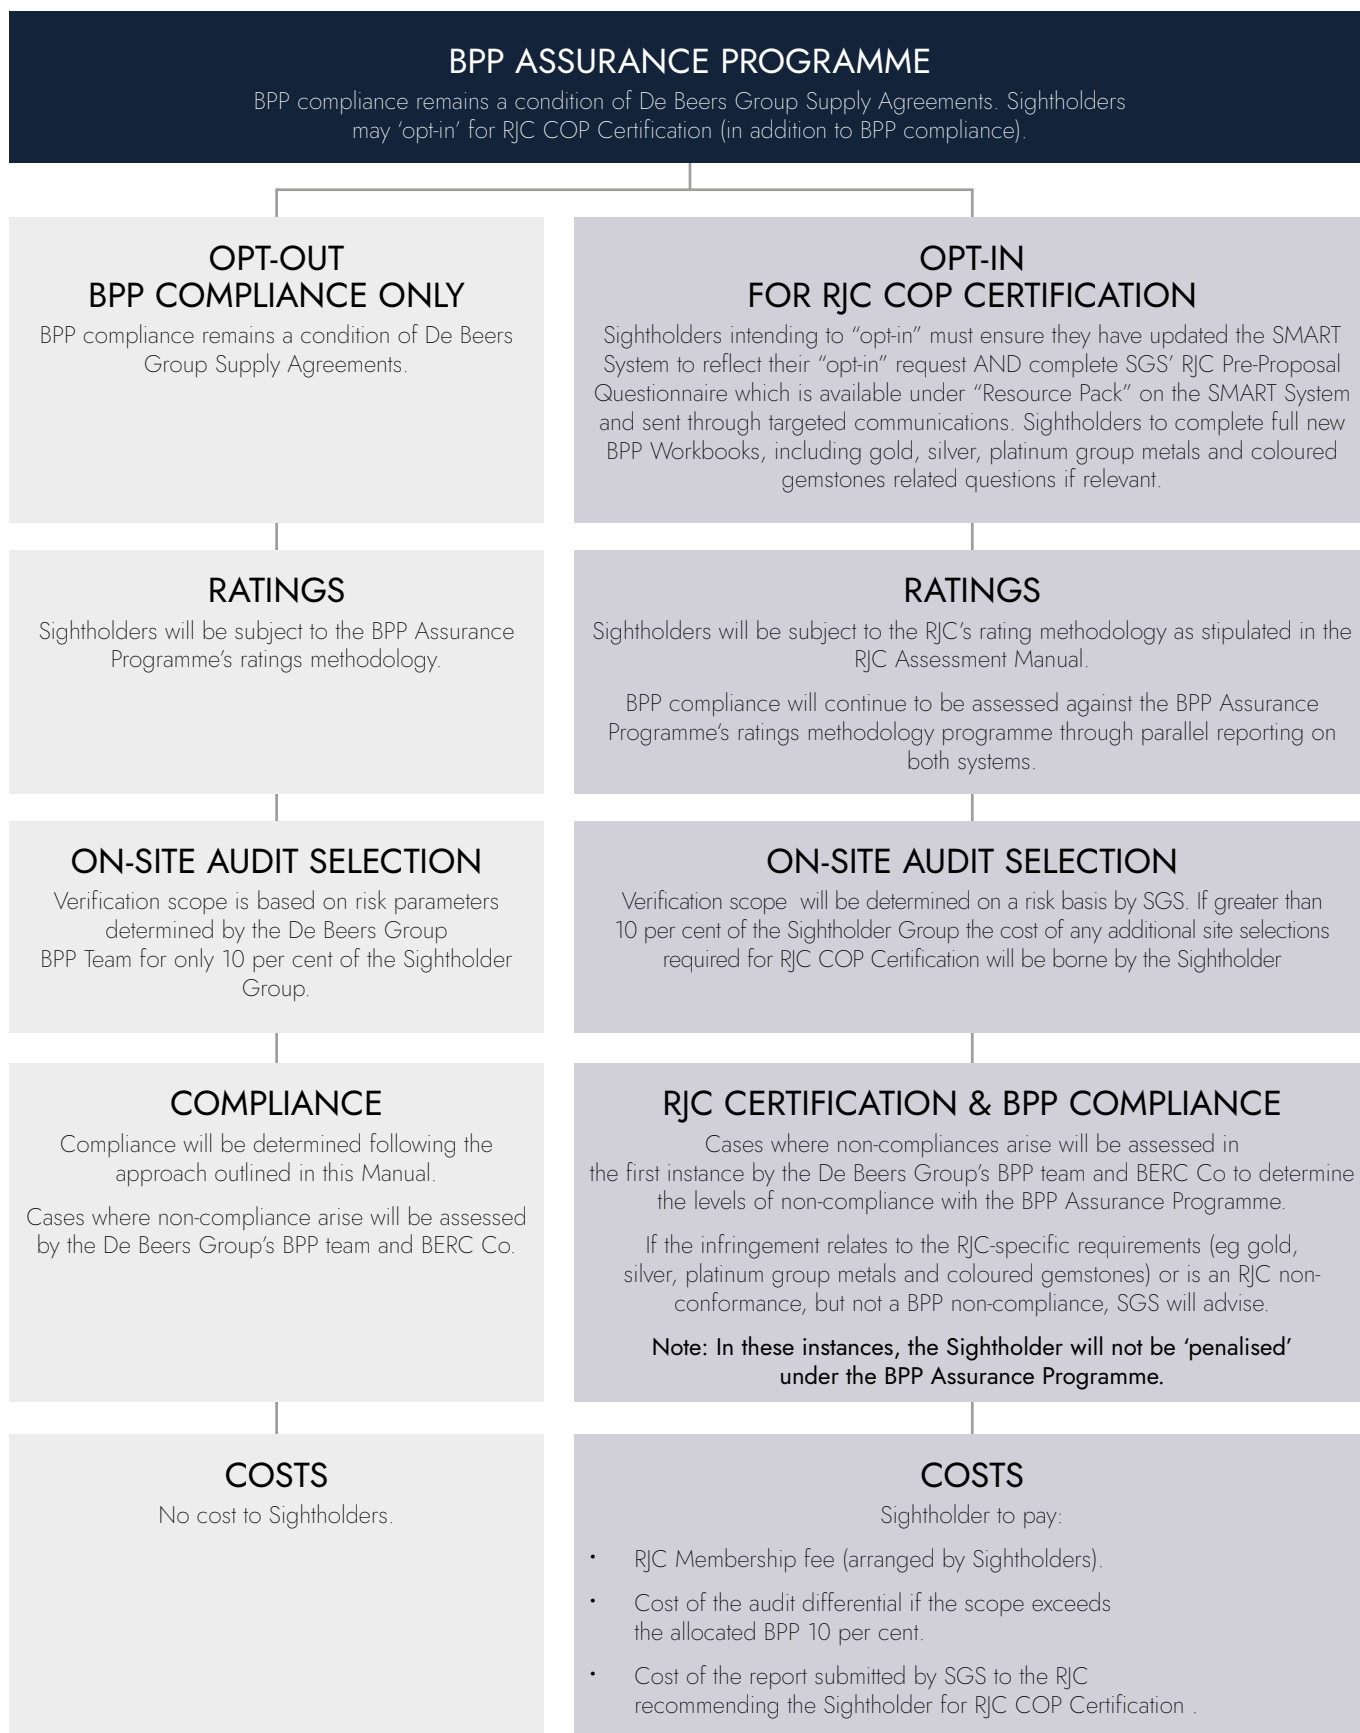 BPP ASSURANCE PROGRAMME
BPP compliance remains a condition of De Beers Group Supply Agreements. Sightholders
may ‘opt-in’ for RJC COP Certification (in addition to BPP compliance).
OPT-OUT
BPP COMPLIANCE ONLY
BPP compliance remains a condition of De Beers
Group Supply Agreements.
OPT-IN
FOR RJC COP CERTIFICATION
Sightholders intending to “opt-in” must ensure they have updated the SMART
System to reflect their “opt-in” request AND complete SGS’ RJC Pre-Proposal
Questionnaire which is available under “Resource Pack” on the SMART System
and sent through targeted communications. Sightholders to complete full new
BPP Workbooks, including gold, silver, platinum group metals and coloured
gemstones related questions if relevant.
RATINGS
Sightholders will be subject to the BPP Assurance
Programme’s ratings methodology.
RATINGS
Sightholders will be subject to the RJC’s rating methodology as stipulated in the
RJC Assessment Manual.
BPP compliance will continue to be assessed against the BPP Assurance
Programme’s ratings methodology programme through parallel reporting on
both systems.
ON-SITE AUDIT SELECTION
Verification scope is based on risk parameters
determined by the De Beers Group
BPP Team for only 10 per cent of the Sightholder
Group.
ON-SITE AUDIT SELECTION
Verification scope will be determined on a risk basis by SGS. If greater than
10 per cent of the Sightholder Group the cost of any additional site selections
required for RJC COP Certification will be borne by the Sightholder
COMPLIANCE
Compliance will be determined following the
approach outlined in this Manual.
Cases where non-compliance arise will be assessed
by the De Beers Group’s BPP team and BERC Co.
RJC CERTIFICATION & BPP COMPLIANCE
Cases where non-compliances arise will be assessed in
the first instance by the De Beers Group’s BPP team and BERC Co to determine
the levels of non-compliance with the BPP Assurance Programme.
If the infringement relates to the RJC-specific requirements (eg gold,
silver, platinum group metals and coloured gemstones) or is an RJC non-
conformance, but not a BPP non-compliance, SGS will advise.
Note: In these instances, the Sightholder will not be ‘penalised’
under the BPP Assurance Programme.
COSTS
No cost to Sightholders.
COSTS
Sightholder to pay:
• RJC Membership fee (arranged by Sightholders).
• Cost of the audit differential if the scope exceeds
the allocated BPP 10 per cent.
• Cost of the report submitted by SGS to the RJC
recommending the Sightholder for RJC COP Certification .